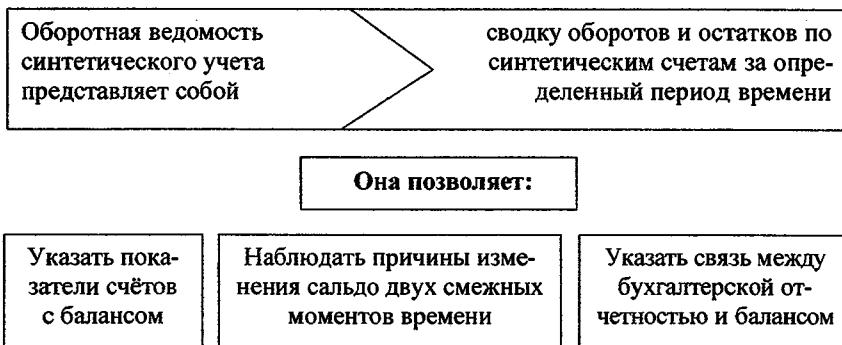 Оборотная ведомость
синтетического учета
представляет собой
сводку оборотов и остатков по
синтетическим счетам за опре-
деленный период времени
Она позволяет:
Указать пока-
затели счётов
с балансом
Наблюдать причины изме-
нения сальдо двух смежных
моментов времени
Указать связь между
бухгалтерской от-
четностью и балансом